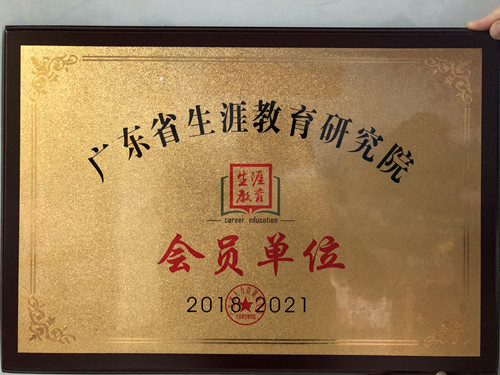 广东省生涯教育研究院
生涯
教育
career education
会员单位
2018-2021